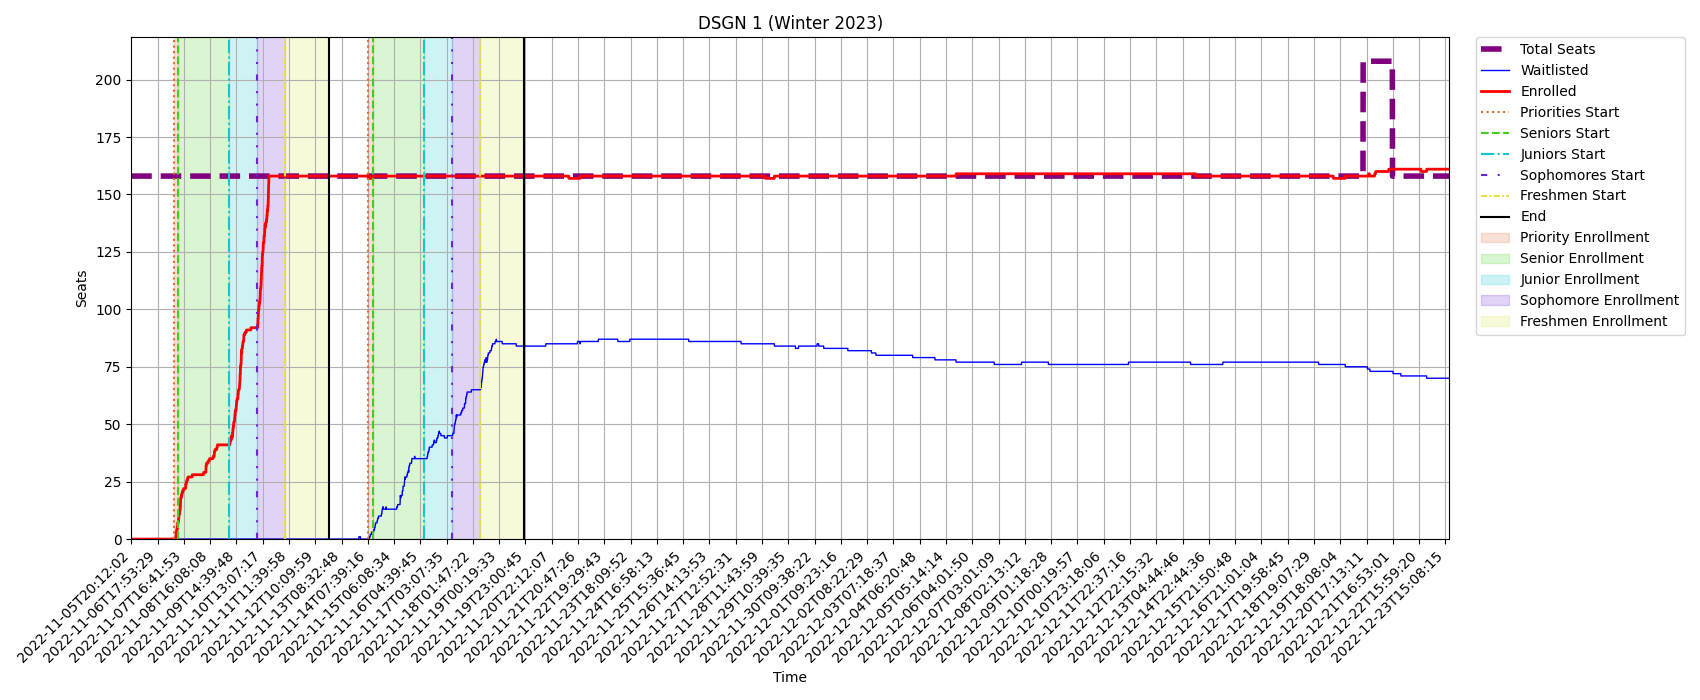 DSGN 1 (Winter 2023)
Total Seats
Waitlisted
Enrolled
Priorities Start
Seniors Start
Juniors Start
Sophomores Start
Freshmen Start
End
Priority Enrollment
Senior Enrollment
Junior Enrollment
Sophomore Enrollment
Freshmen Enrollment
Seats
200
175
150
125
100
75
50
25
0
2022-11-05T20:12:02
2022-11-06T17:53:29
2022-11-07T16:41:53
2022-11-08T16:08:08
2022-11-09T14:39:48
2022-11-10T13:07:17
2022-11-11T11:39:58
2022-11-12T10:09:59
2022-11-13T08:32:48
2022-11-14T07:39:16
2022-11-15T06:08:34
2022-11-16T04:39:45
2022-11-17T03:07:35
2022-11-18T01:47:22
2022-11-19T00:19:33
2022-11-19T23:00:45
2022-11-20T22:12:07
2022-11-21T20:47:26
2022-11-22T19:29:43
2022-11-23T18:09:52
2022-11-24T16:58:13
2022-11-25T15:36:45
2022-11-26T14:13:53
2022-11-27T12:52:31
2022-11-28T11:43:59
2022-11-29T10:39:35
2022-11-30T09:38:22
2022-12-01T09:23:16
2022-12-02T08:22:29
2022-12-03T07:18:37
2022-12-04T06:20:48
2022-12-05T05:14:14
2022-12-06T04:01:50
2022-12-07T03:01:09
2022-12-08T02:13:12
2022-12-09T01:18:28
2022-12-10T00:19:57
2022-12-10T23:18:06
2022-12-11T22:37:16
2022-12-12T22:15:32
2022-12-13T04:44:46
2022-12-14T22:44:36
2022-12-15T21:50:48
2022-12-16T21:01:04
2022-12-17T19:58:45
2022-12-18T19:07:29
2022-12-19T18:08:04
2022-12-20T17:13:11
2022-12-21T16:53:01
2022-12-22T15:59:20
2022-12-23T15:08:15
Time